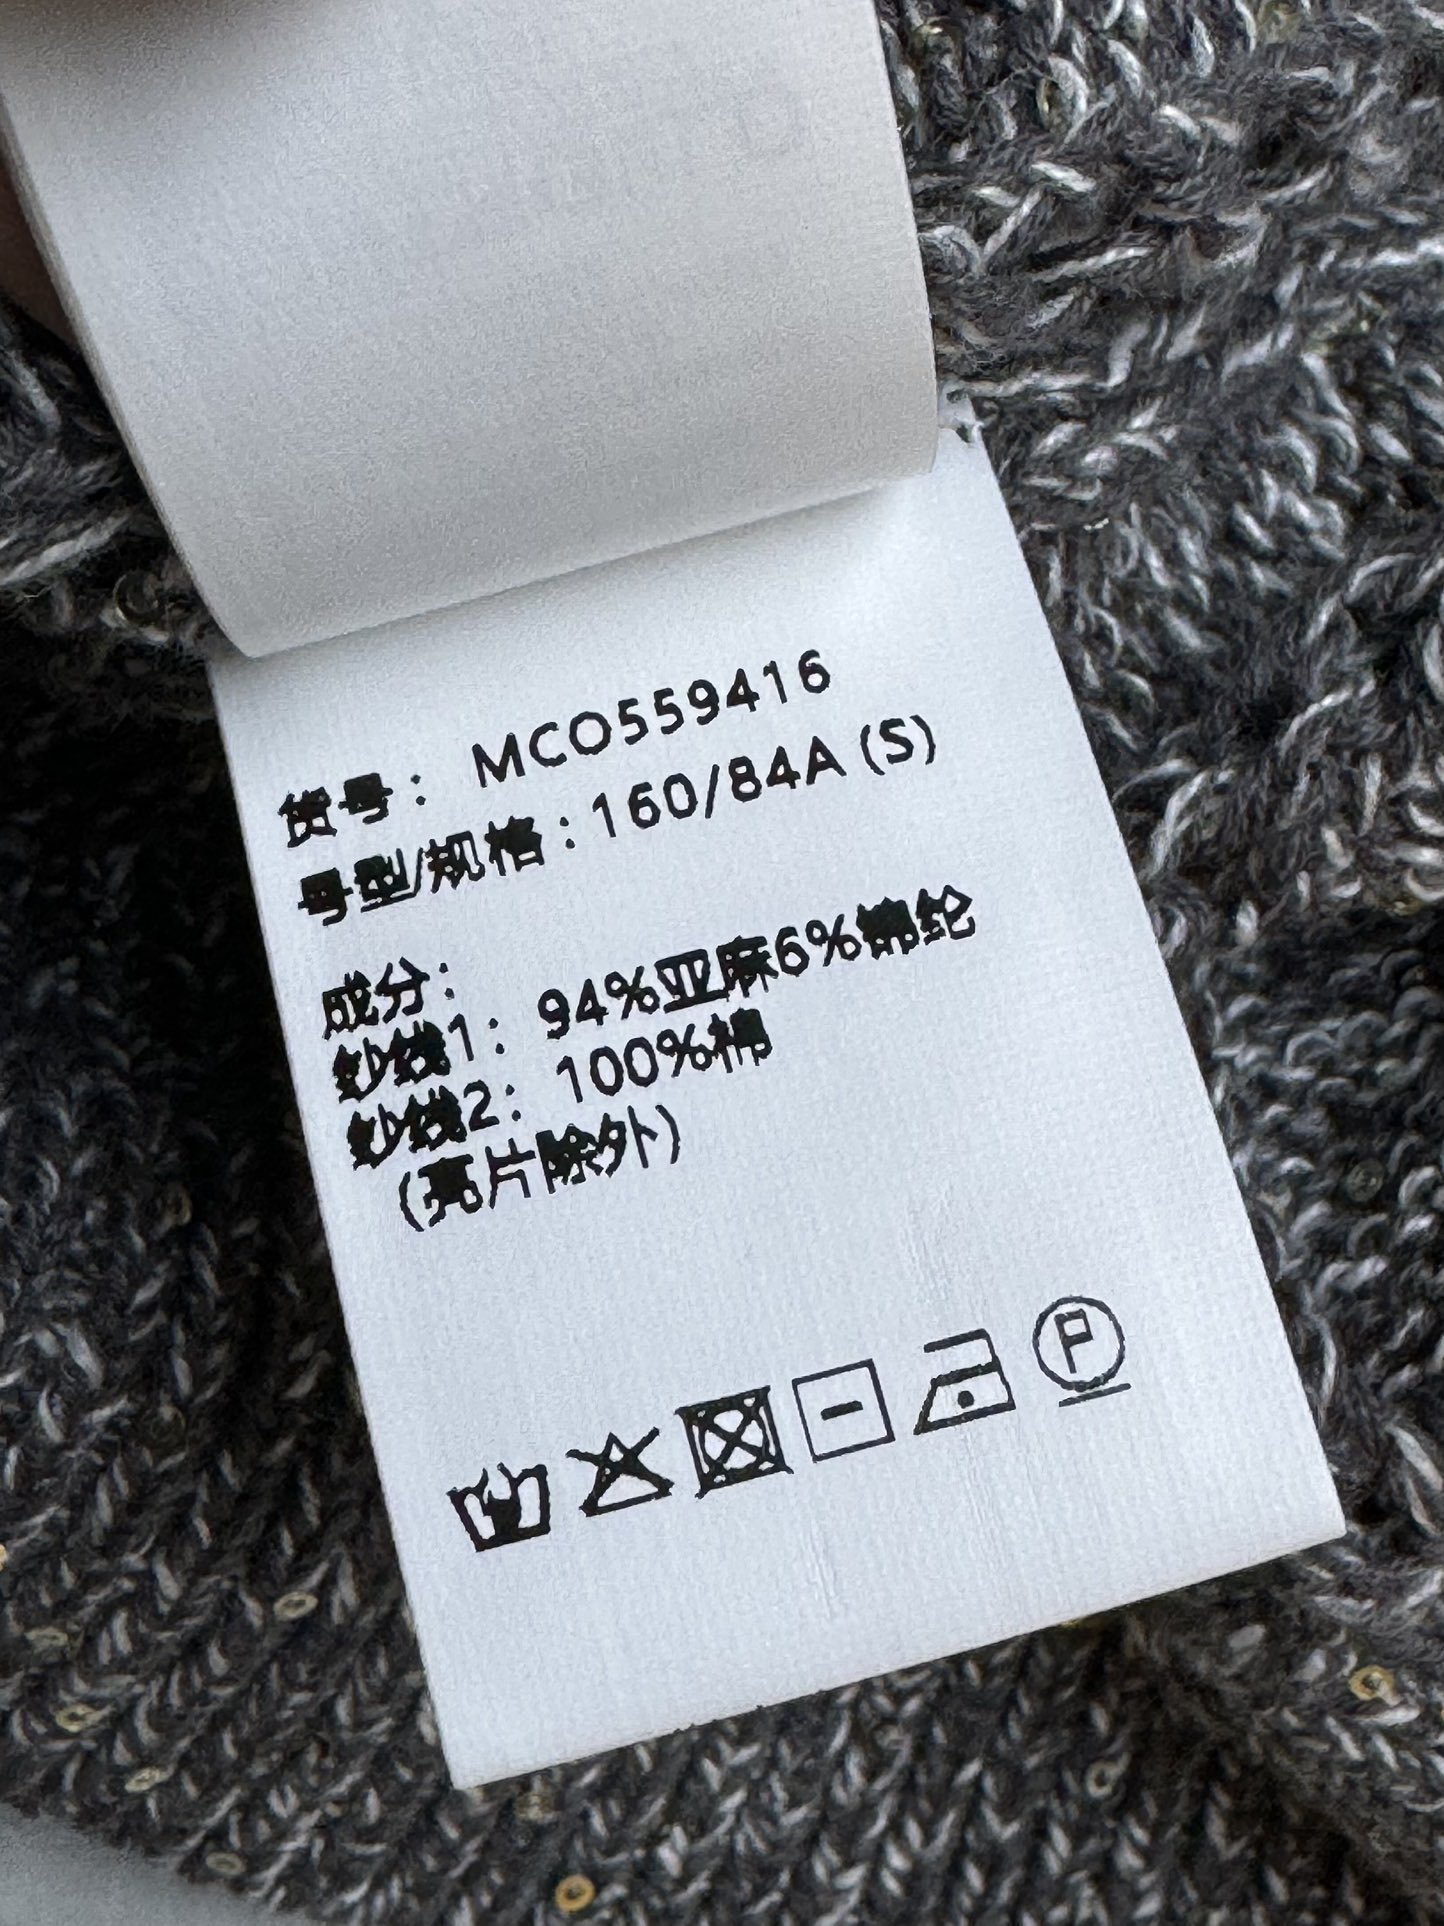 货号: MCO559416
号型/规格:160/84A (S)
成分:
纱线1: 94%亚麻6%锦纶
纱线2: 100%棉
(亮片除外)
P